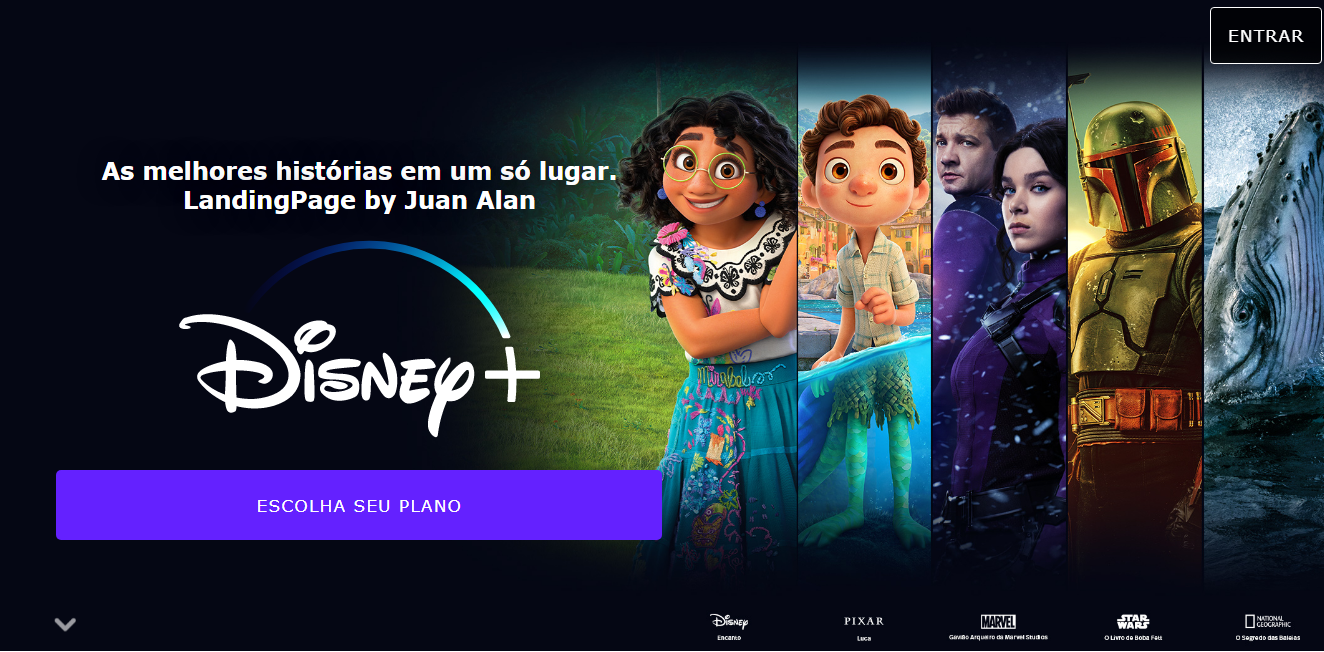 ENTRAR
As melhores histórias em um só lugar.
LandingPage by Juan Alan
Disney+
Mirabel
ESCOLHA SEU PLANO
Disney
Encanto
PIXAR
Luca
MARVEL
Gavião Arqueiro da Marvel Studios
STAR WARS
O Livro de Boba Fett
NATIONAL GEOGRAPHIC
O Segredo das Baleias